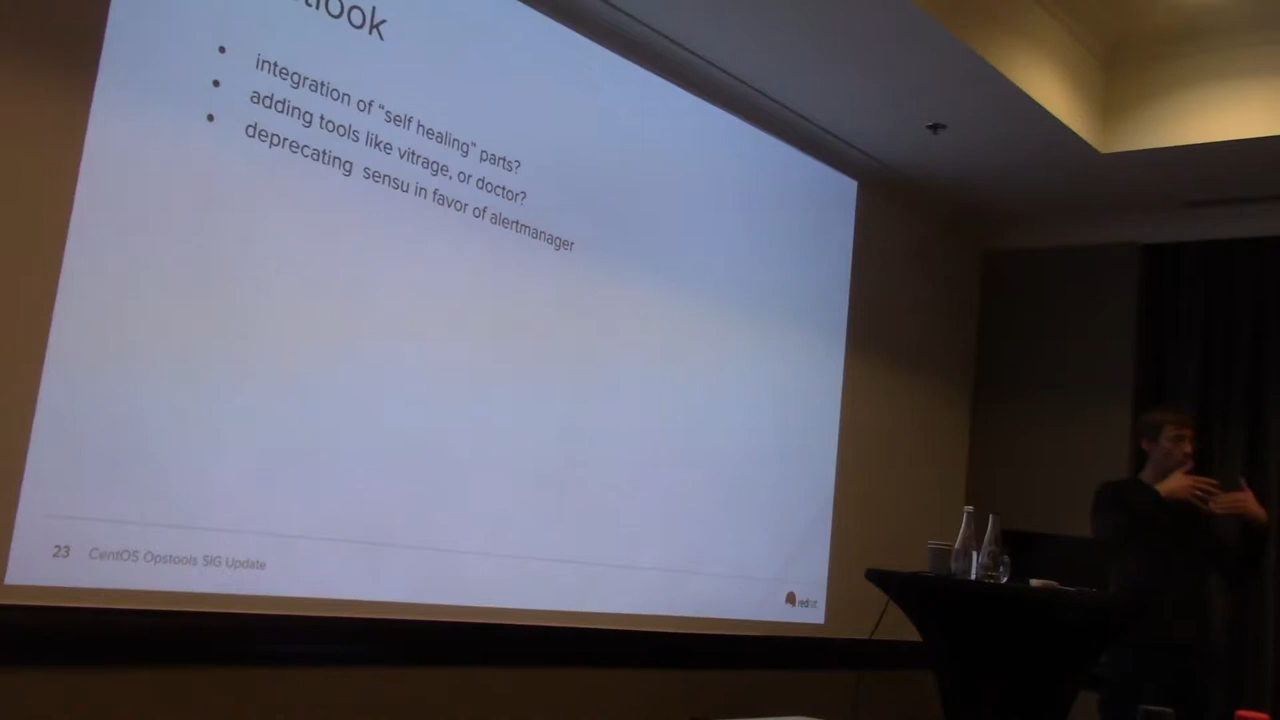 integration of “self healing” parts?
adding tools like vitrage, or doctor?
deprecating sensu in favor of alertmanager
23 CentOS Opstools SIG Update
redhat